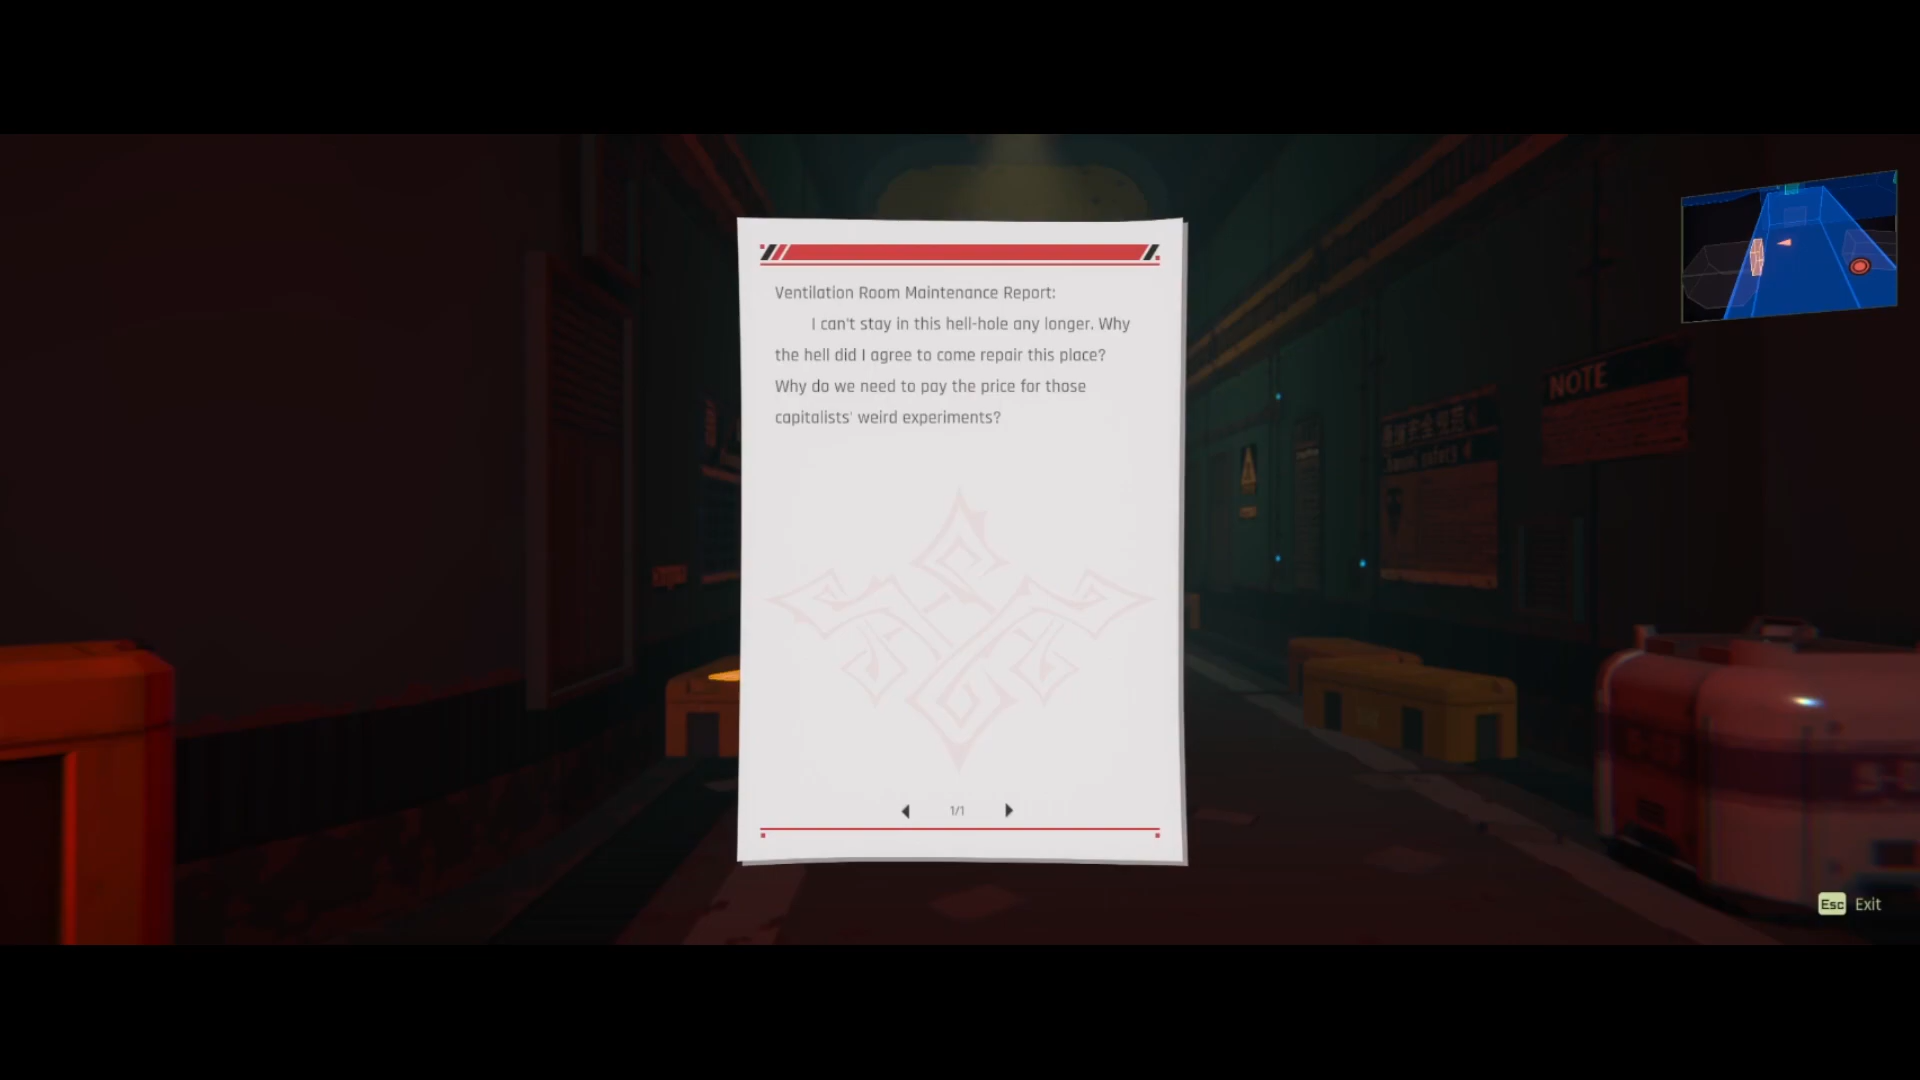 Ventilation Room Maintenance Report:
I can't stay in this hell-hole any longer. Why
the hell did I agree to come repair this place?
Why do we need to pay the price for those
capitalists' weird experiments?
1/1
NOTE
Esc Exit